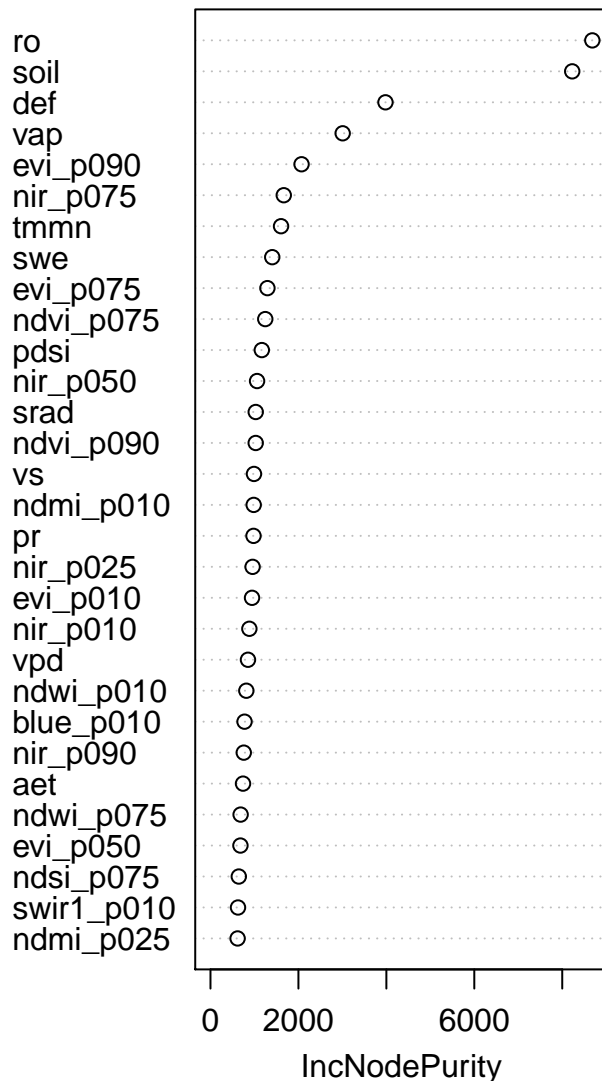 ro
soil
def
vap
evi_p090
nir_p075
tmmn
swe
evi_p075
ndvi_p075
pdsi
nir_p050
srad
ndvi_p090
vs
ndmi_p010
pr
nir_p025
evi_p010
nir_p010
vpd
ndwi_p010
blue_p010
nir_p090
aet
ndwi_p075
evi_p050
ndsi_p075
swir1_p010
ndmi_p025
0 2000 6000
IncNodePurity